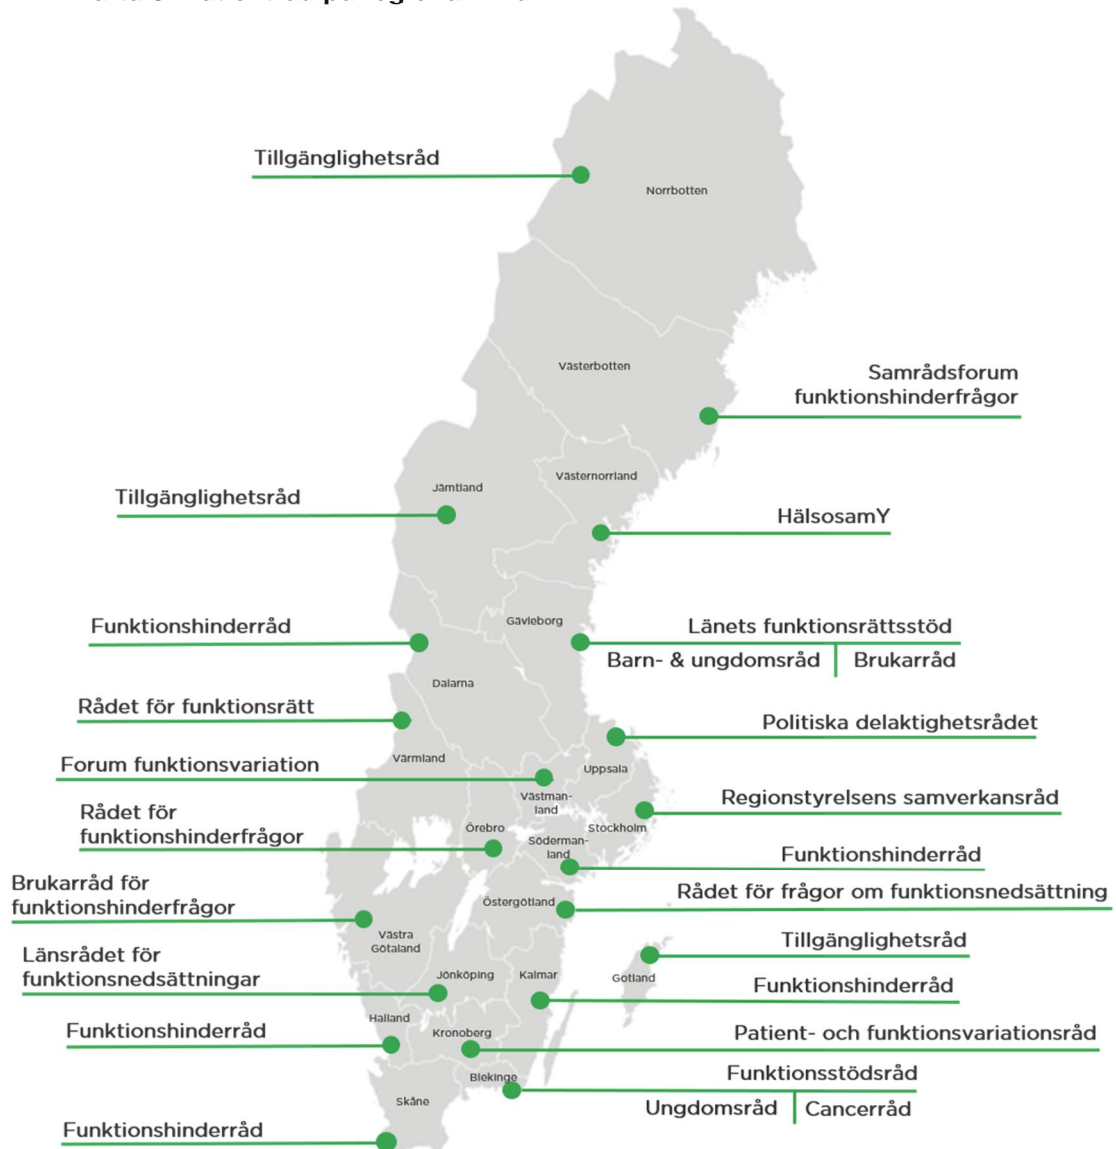 Tillgänglighetsråd
Norrbotten
Västerbotten
Samrådsforum
funktionshinderfrågor
Västernorrland
Jämtland
Tillgänglighetsråd
HälsosamY
Gävleborg
Funktionshinderråd
Länets funktionsrättsstöd
Barn- & ungdomsråd
Brukarråd
Dalarna
Rådet för funktionsrätt
Politiska delaktighetsrådet
Värmland
Forum funktionsvariation
Uppsala
Västman-
land
Regionstyrelsens samverkansråd
Rådet för
funktionshinderfrågor
Örebro
Stockholm
Söderman-
land
Funktionshinderråd
Brukarråd för
funktionshinderfrågor
Rådet för frågor om funktionsnedsättning
Östergötland
Västra
Götaland
Tillgänglighetsråd
Länsrådet för
funktionsnedsättningar
Jönköping
Kalmar
Gotland
Funktionshinderråd
Halland
Funktionshinderråd
Kronoberg
Patient- och funktionsvariationsråd
Blekinge
Funktionsstödsråd
Ungdomsråd
Cancerråd
Skåne
Funktionshinderråd